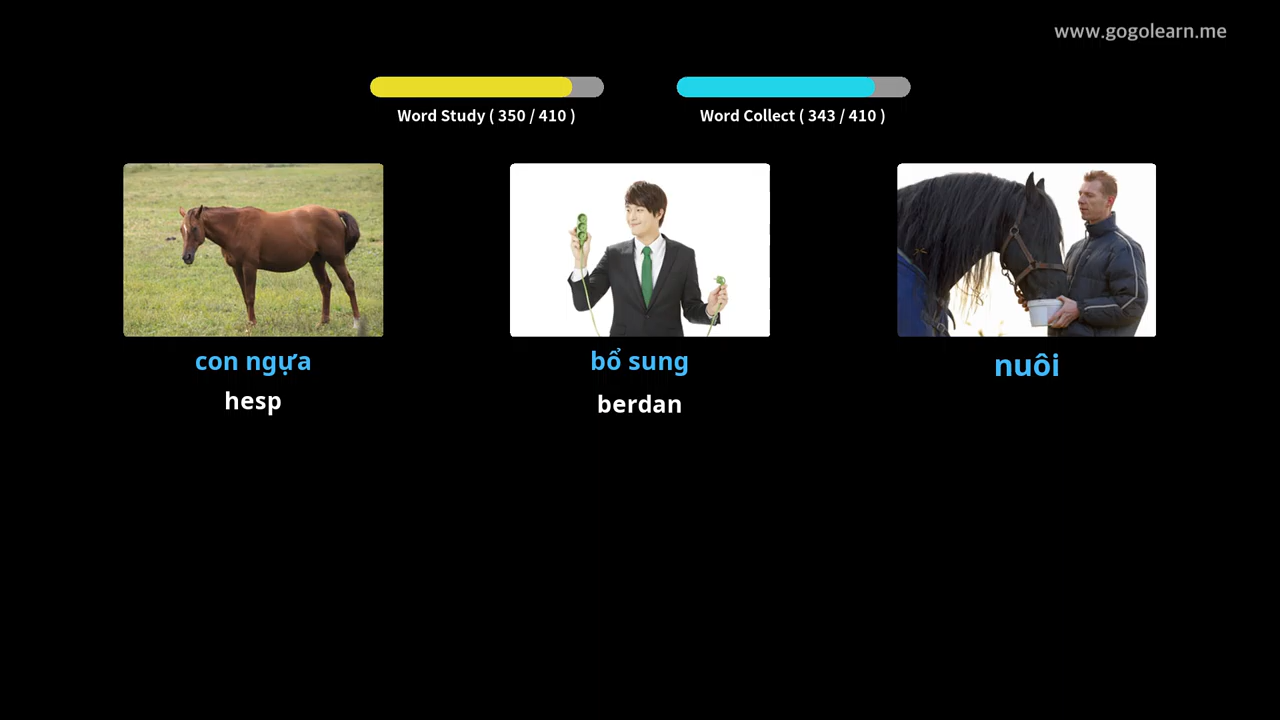 www.gogolearn.me
Word Study ( 350 / 410 )
Word Collect ( 343 / 410 )
con ngựa
bổ sung
nuôi
hesp
berdan